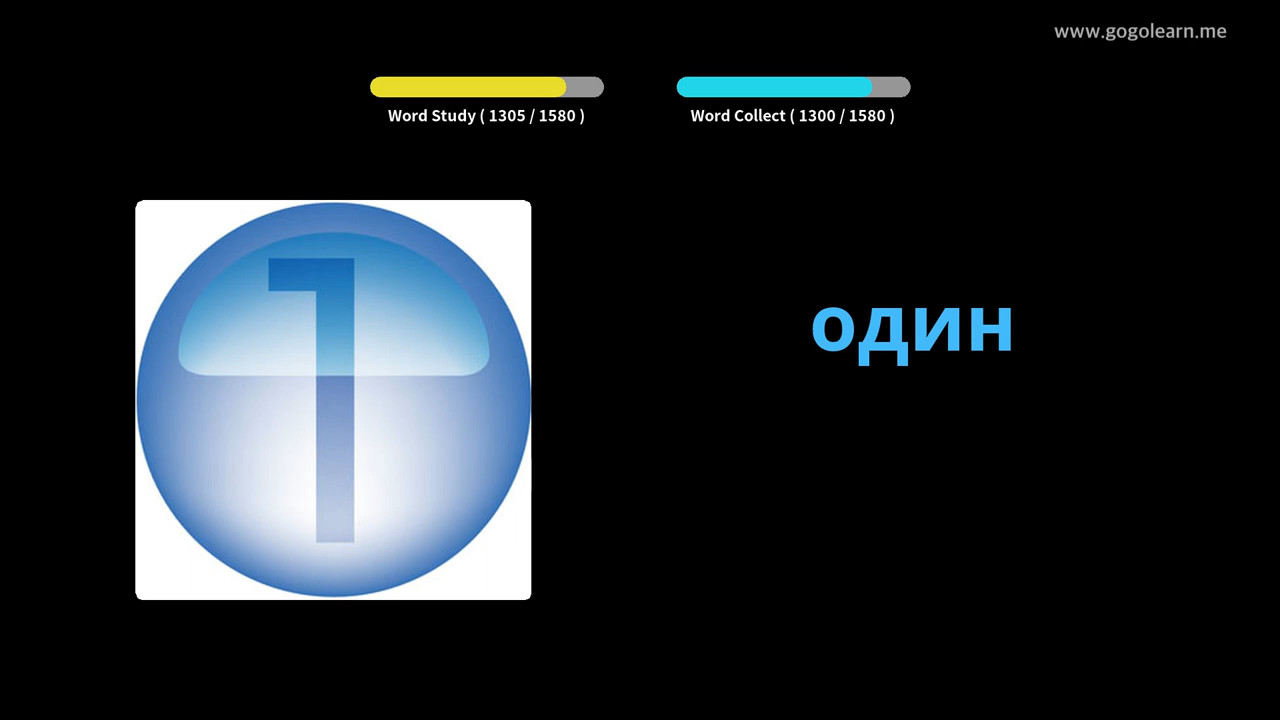 www.gogolearn.me
Word Study ( 1305 / 1580 )
Word Collect ( 1300 / 1580 )
1
один